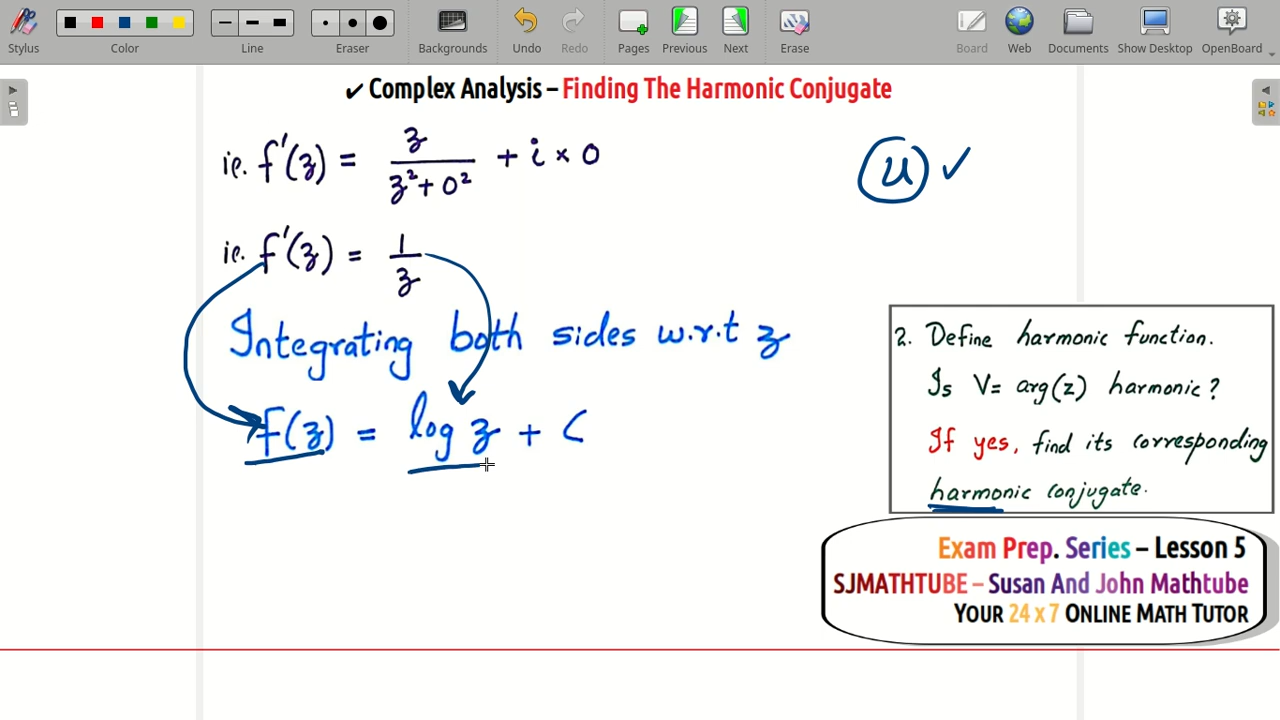 Stylus Color Line Eraser Backgrounds Undo Redo Pages Previous Next Erase Board Web Documents Show Desktop OpenBoard
✓ Complex Analysis – Finding The Harmonic Conjugate
ie. f'(z) = z / (z² + 0²) + i × 0
u ✓
ie. f'(z) = 1/z
Integrating both sides w.r.t z
f(z) = log z + C
2. Define harmonic function.
Is V = arg(z) harmonic?
If yes, find its corresponding
harmonic conjugate.
Exam Prep. Series – Lesson 5
SJMATHTUBE – Susan And John Mathtube
YOUR 24 x 7 ONLINE MATH TUTOR